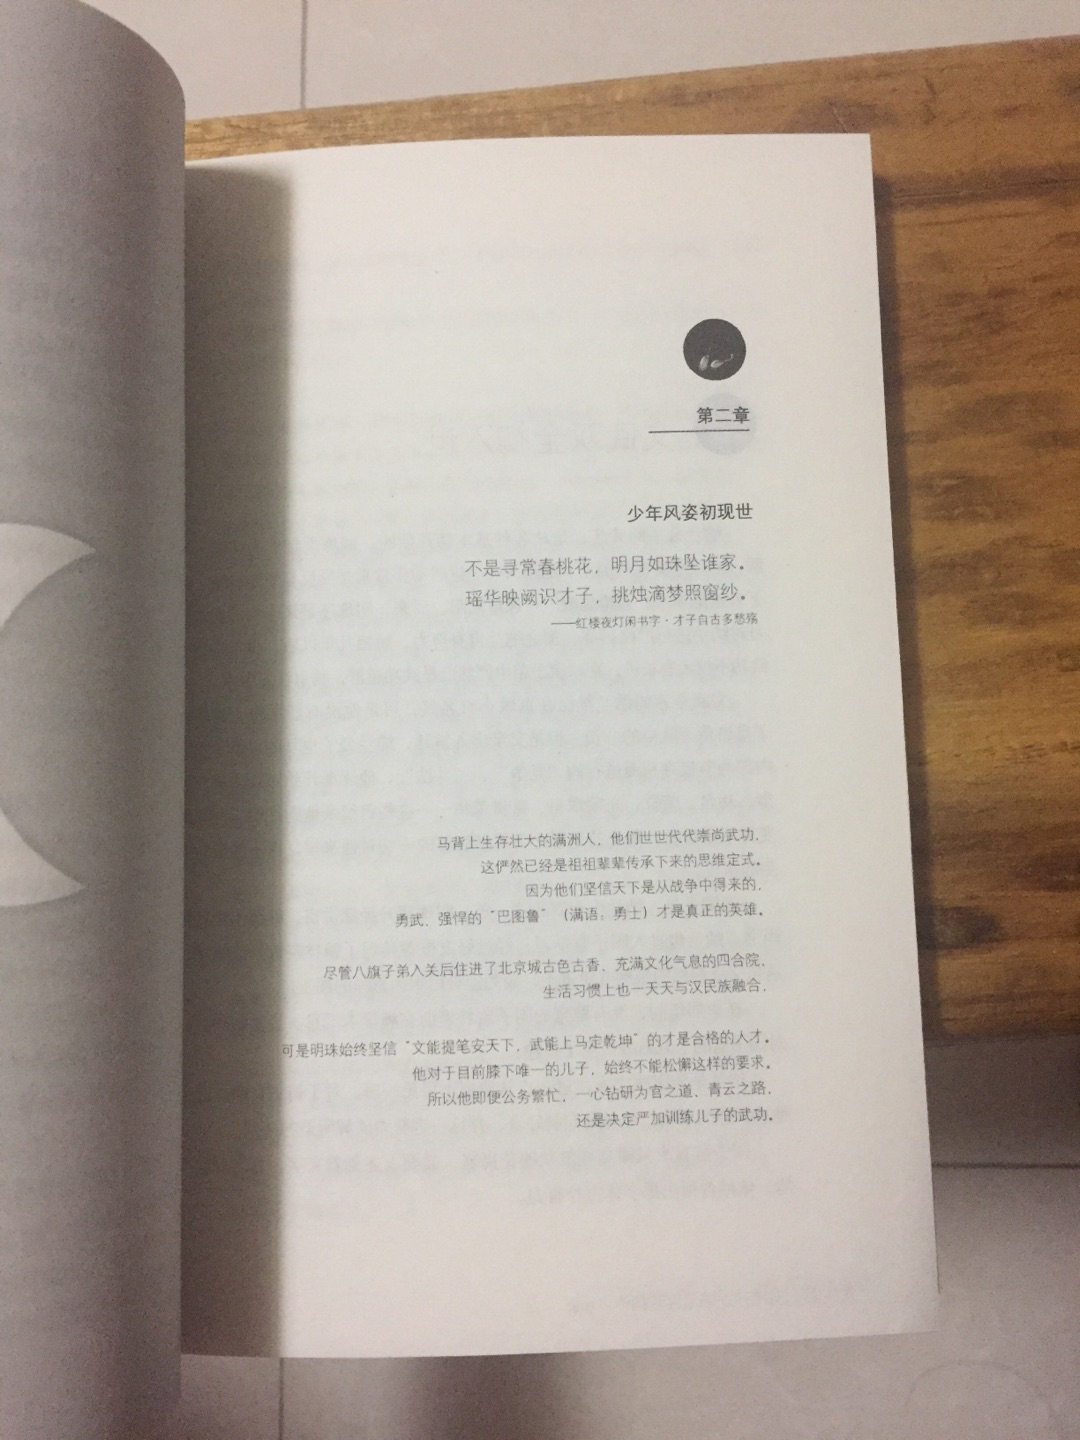 第二章
少年风姿初现世
不是寻常春桃花，明月如珠坠谁家。
瑶华映阙识才子，挑烛滴梦照窗纱。
——红楼夜灯闲书字·才子自古多愁殇
马背上生存壮大的满洲人，他们世世代代崇尚武功，
这俨然已经是祖祖辈辈传承下来的思维定式。
因为他们坚信天下是从战争中得来的，
勇武、强悍的“巴图鲁”（满语：勇士）才是真正的英雄。
尽管八旗子弟入关后住进了北京城古色古香、充满文化气息的四合院，
生活习惯上也一天天与汉民族融合，
可是明珠始终坚信“文能提笔安天下，武能上马定乾坤”的才是合格的人才。
他对于目前膝下唯一的儿子，始终不能松懈这样的要求。
所以他即便公务繁忙，一心钻研为官之道、青云之路，
还是决定严加训练儿子的武功。